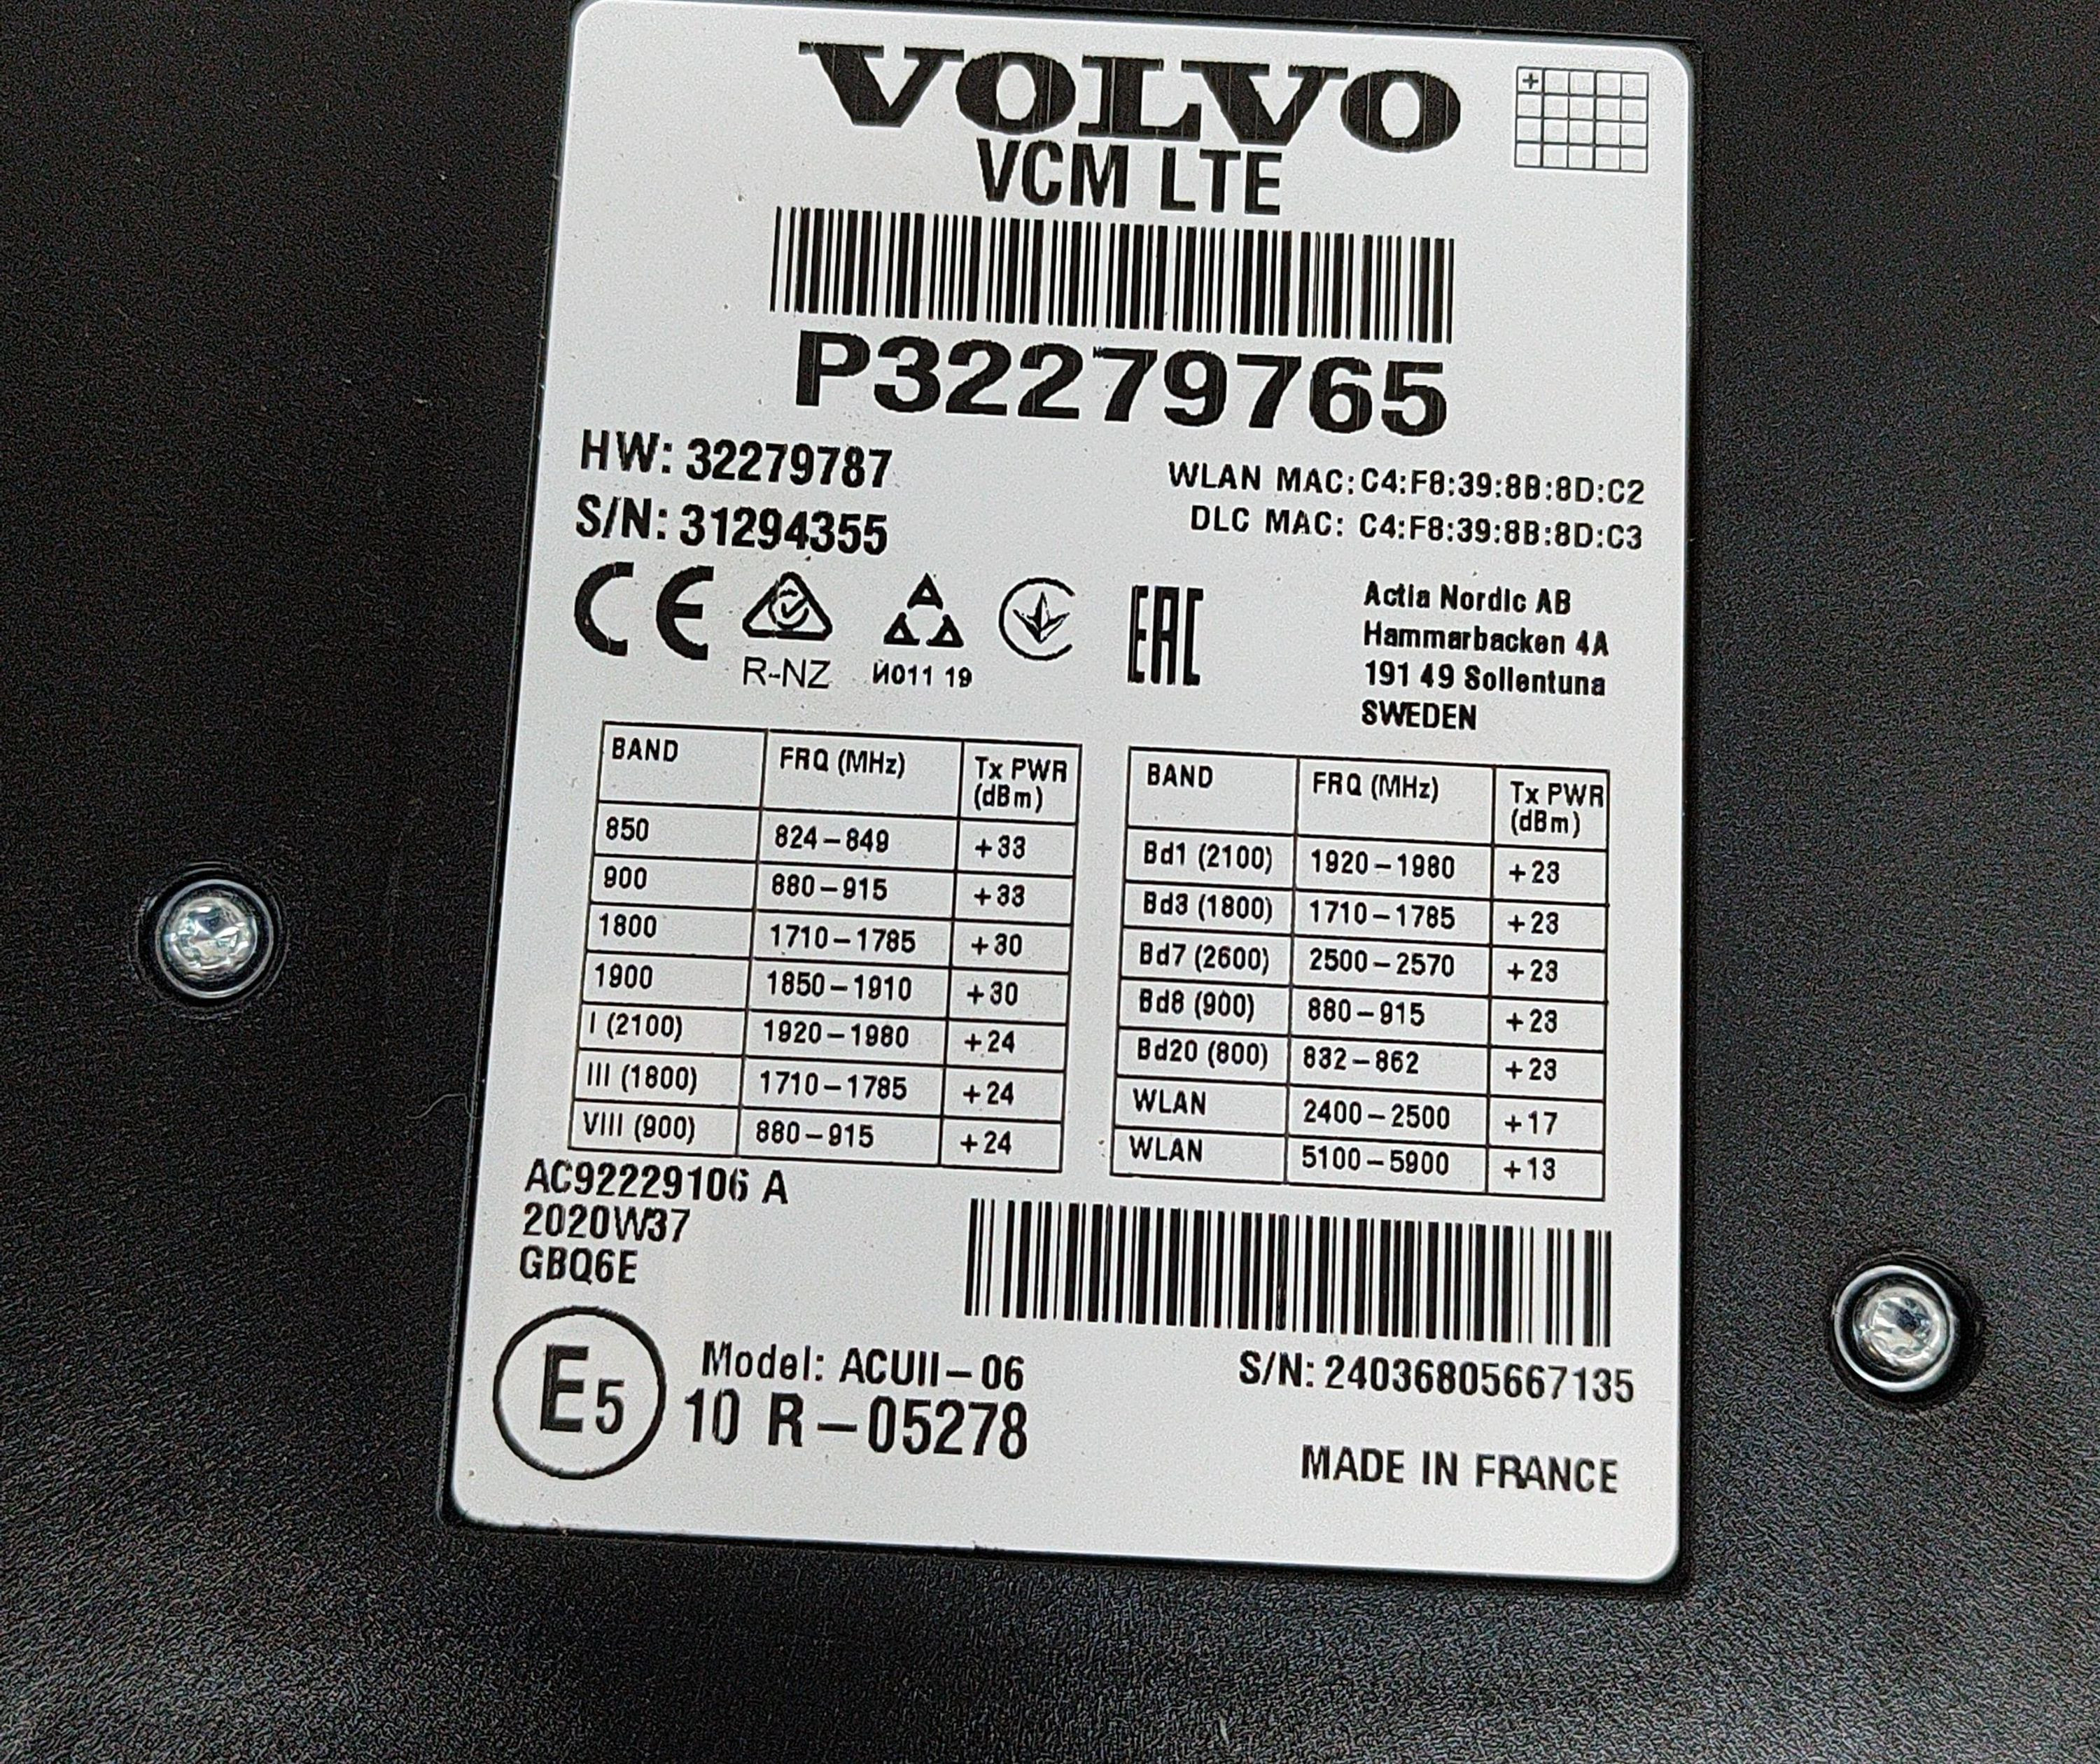 VOLVO
VCM LTE
P32279765
HW: 32279787
S/N: 31294355
WLAN MAC:C4:F8:39:8B:8D:C2
DLC MAC: C4:F8:39:8B:8D:C3
CE
R-NZ
И011 19
EAC
Actia Nordic AB
Hammarbacken 4A
191 49 Sollentuna
SWEDEN
BAND FRQ (MHz) Tx PWR (dBm)
850 824–849 +33
900 880–915 +33
1800 1710–1785 +30
1900 1850–1910 +30
I (2100) 1920–1980 +24
III (1800) 1710–1785 +24
VIII (900) 880–915 +24
BAND FRQ (MHz) Tx PWR (dBm)
Bd1 (2100) 1920–1980 +23
Bd3 (1800) 1710–1785 +23
Bd7 (2600) 2500–2570 +23
Bd8 (900) 880–915 +23
Bd20 (800) 832–862 +23
WLAN 2400–2500 +17
WLAN 5100–5900 +13
AC92229106 A
2020W37
GBQ6E
E5
Model: ACUII–06
10 R–05278
S/N: 24036805667135
MADE IN FRANCE